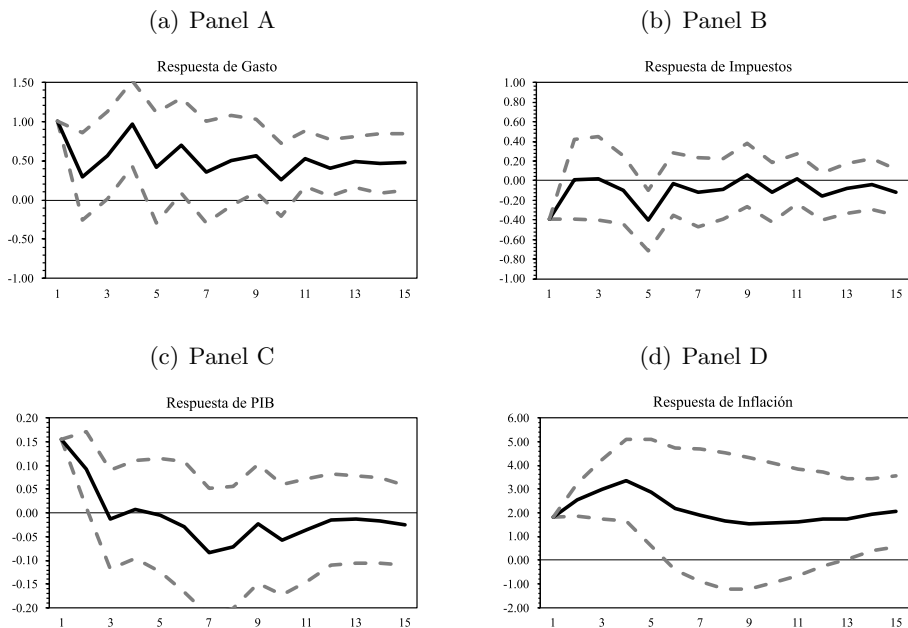 (a) Panel A
Respuesta de Gasto
1.50
1.00
0.50
0.00
-0.50
-1.00
1 3 5 7 9 11 13 15
(b) Panel B
Respuesta de Impuestos
1.00
0.80
0.60
0.40
0.20
0.00
-0.20
-0.40
-0.60
-0.80
-1.00
1 3 5 7 9 11 13 15
(c) Panel C
Respuesta de PIB
0.20
0.15
0.10
0.05
0.00
-0.05
-0.10
-0.15
-0.20
1 3 5 7 9 11 13 15
(d) Panel D
Respuesta de Inflación
6.00
5.00
4.00
3.00
2.00
1.00
0.00
-1.00
-2.00
1 3 5 7 9 11 13 15